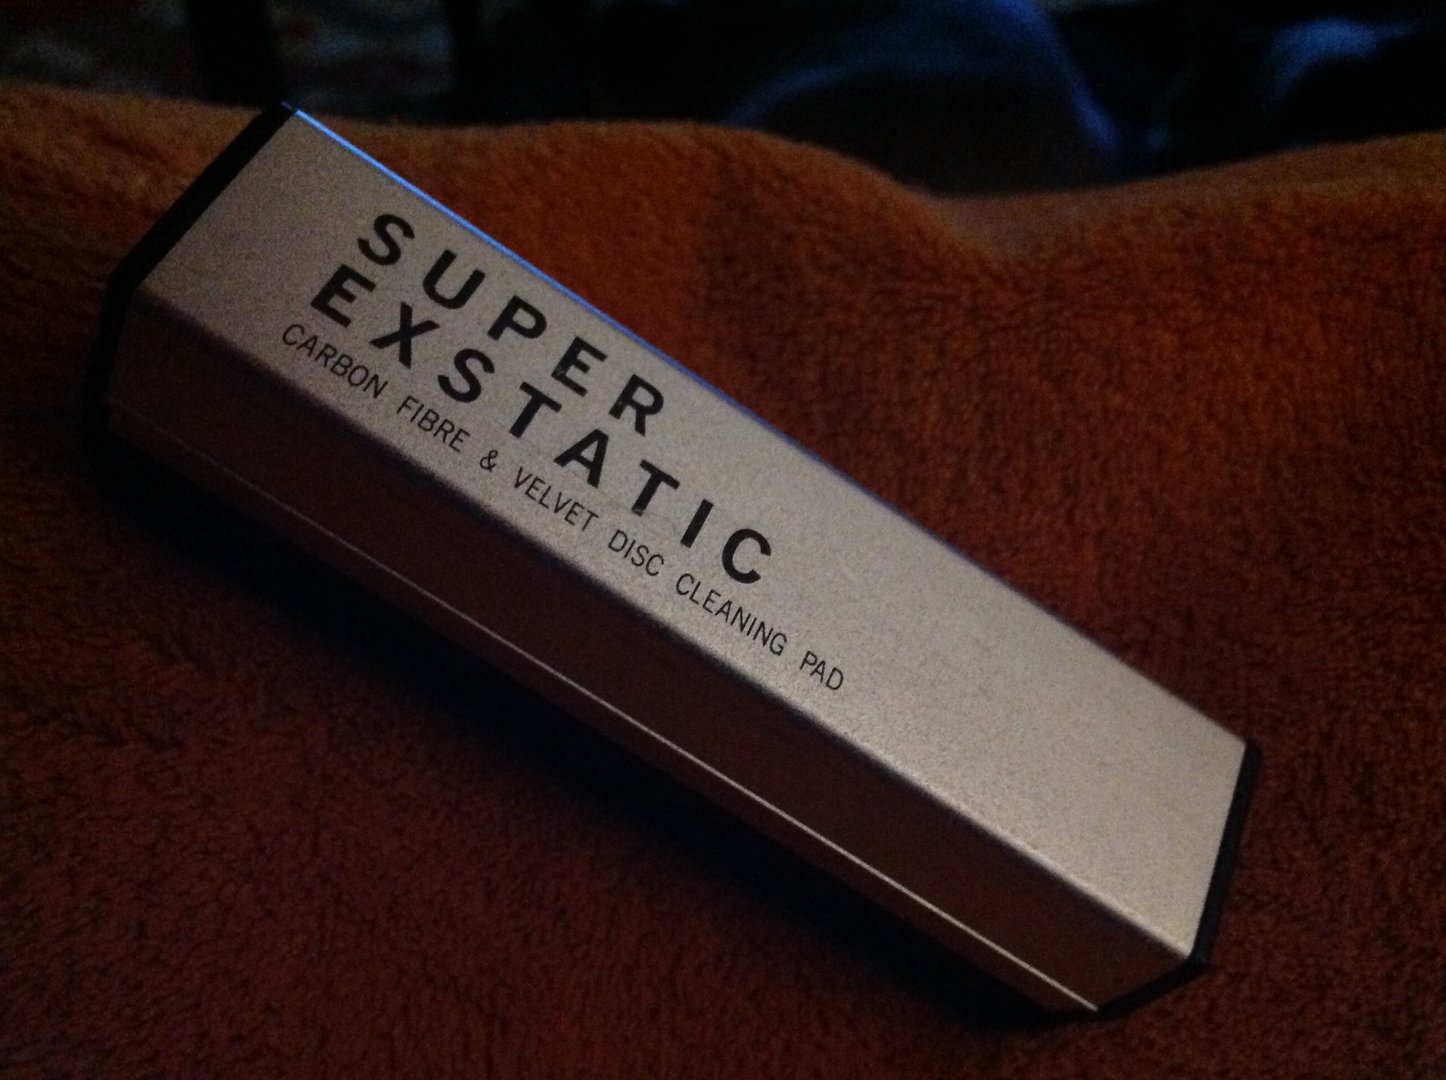 SUPER
EXSTATIC
CARBON FIBRE & VELVET DISC CLEANING PAD